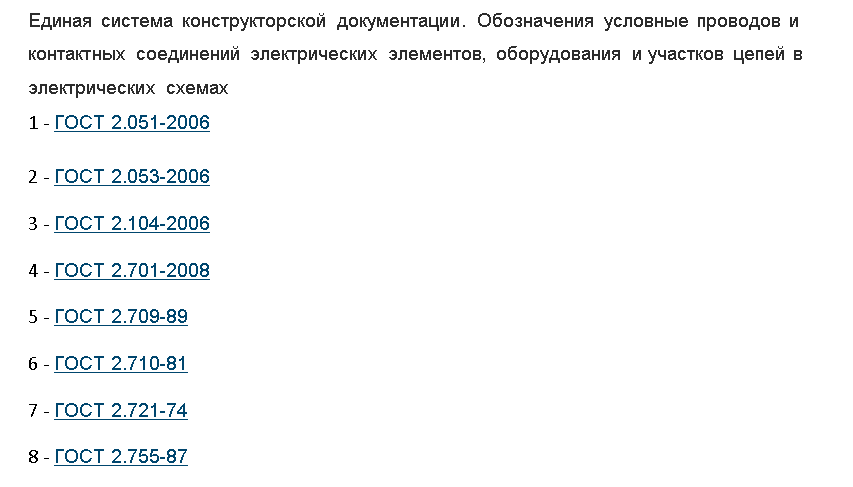 Единая система конструкторской документации. Обозначения условные проводов и
контактных соединений электрических элементов, оборудования и участков цепей в
электрических схемах
1 - ГОСТ 2.051-2006
2 - ГОСТ 2.053-2006
3 - ГОСТ 2.104-2006
4 - ГОСТ 2.701-2008
5 - ГОСТ 2.709-89
6 - ГОСТ 2.710-81
7 - ГОСТ 2.721-74
8 - ГОСТ 2.755-87